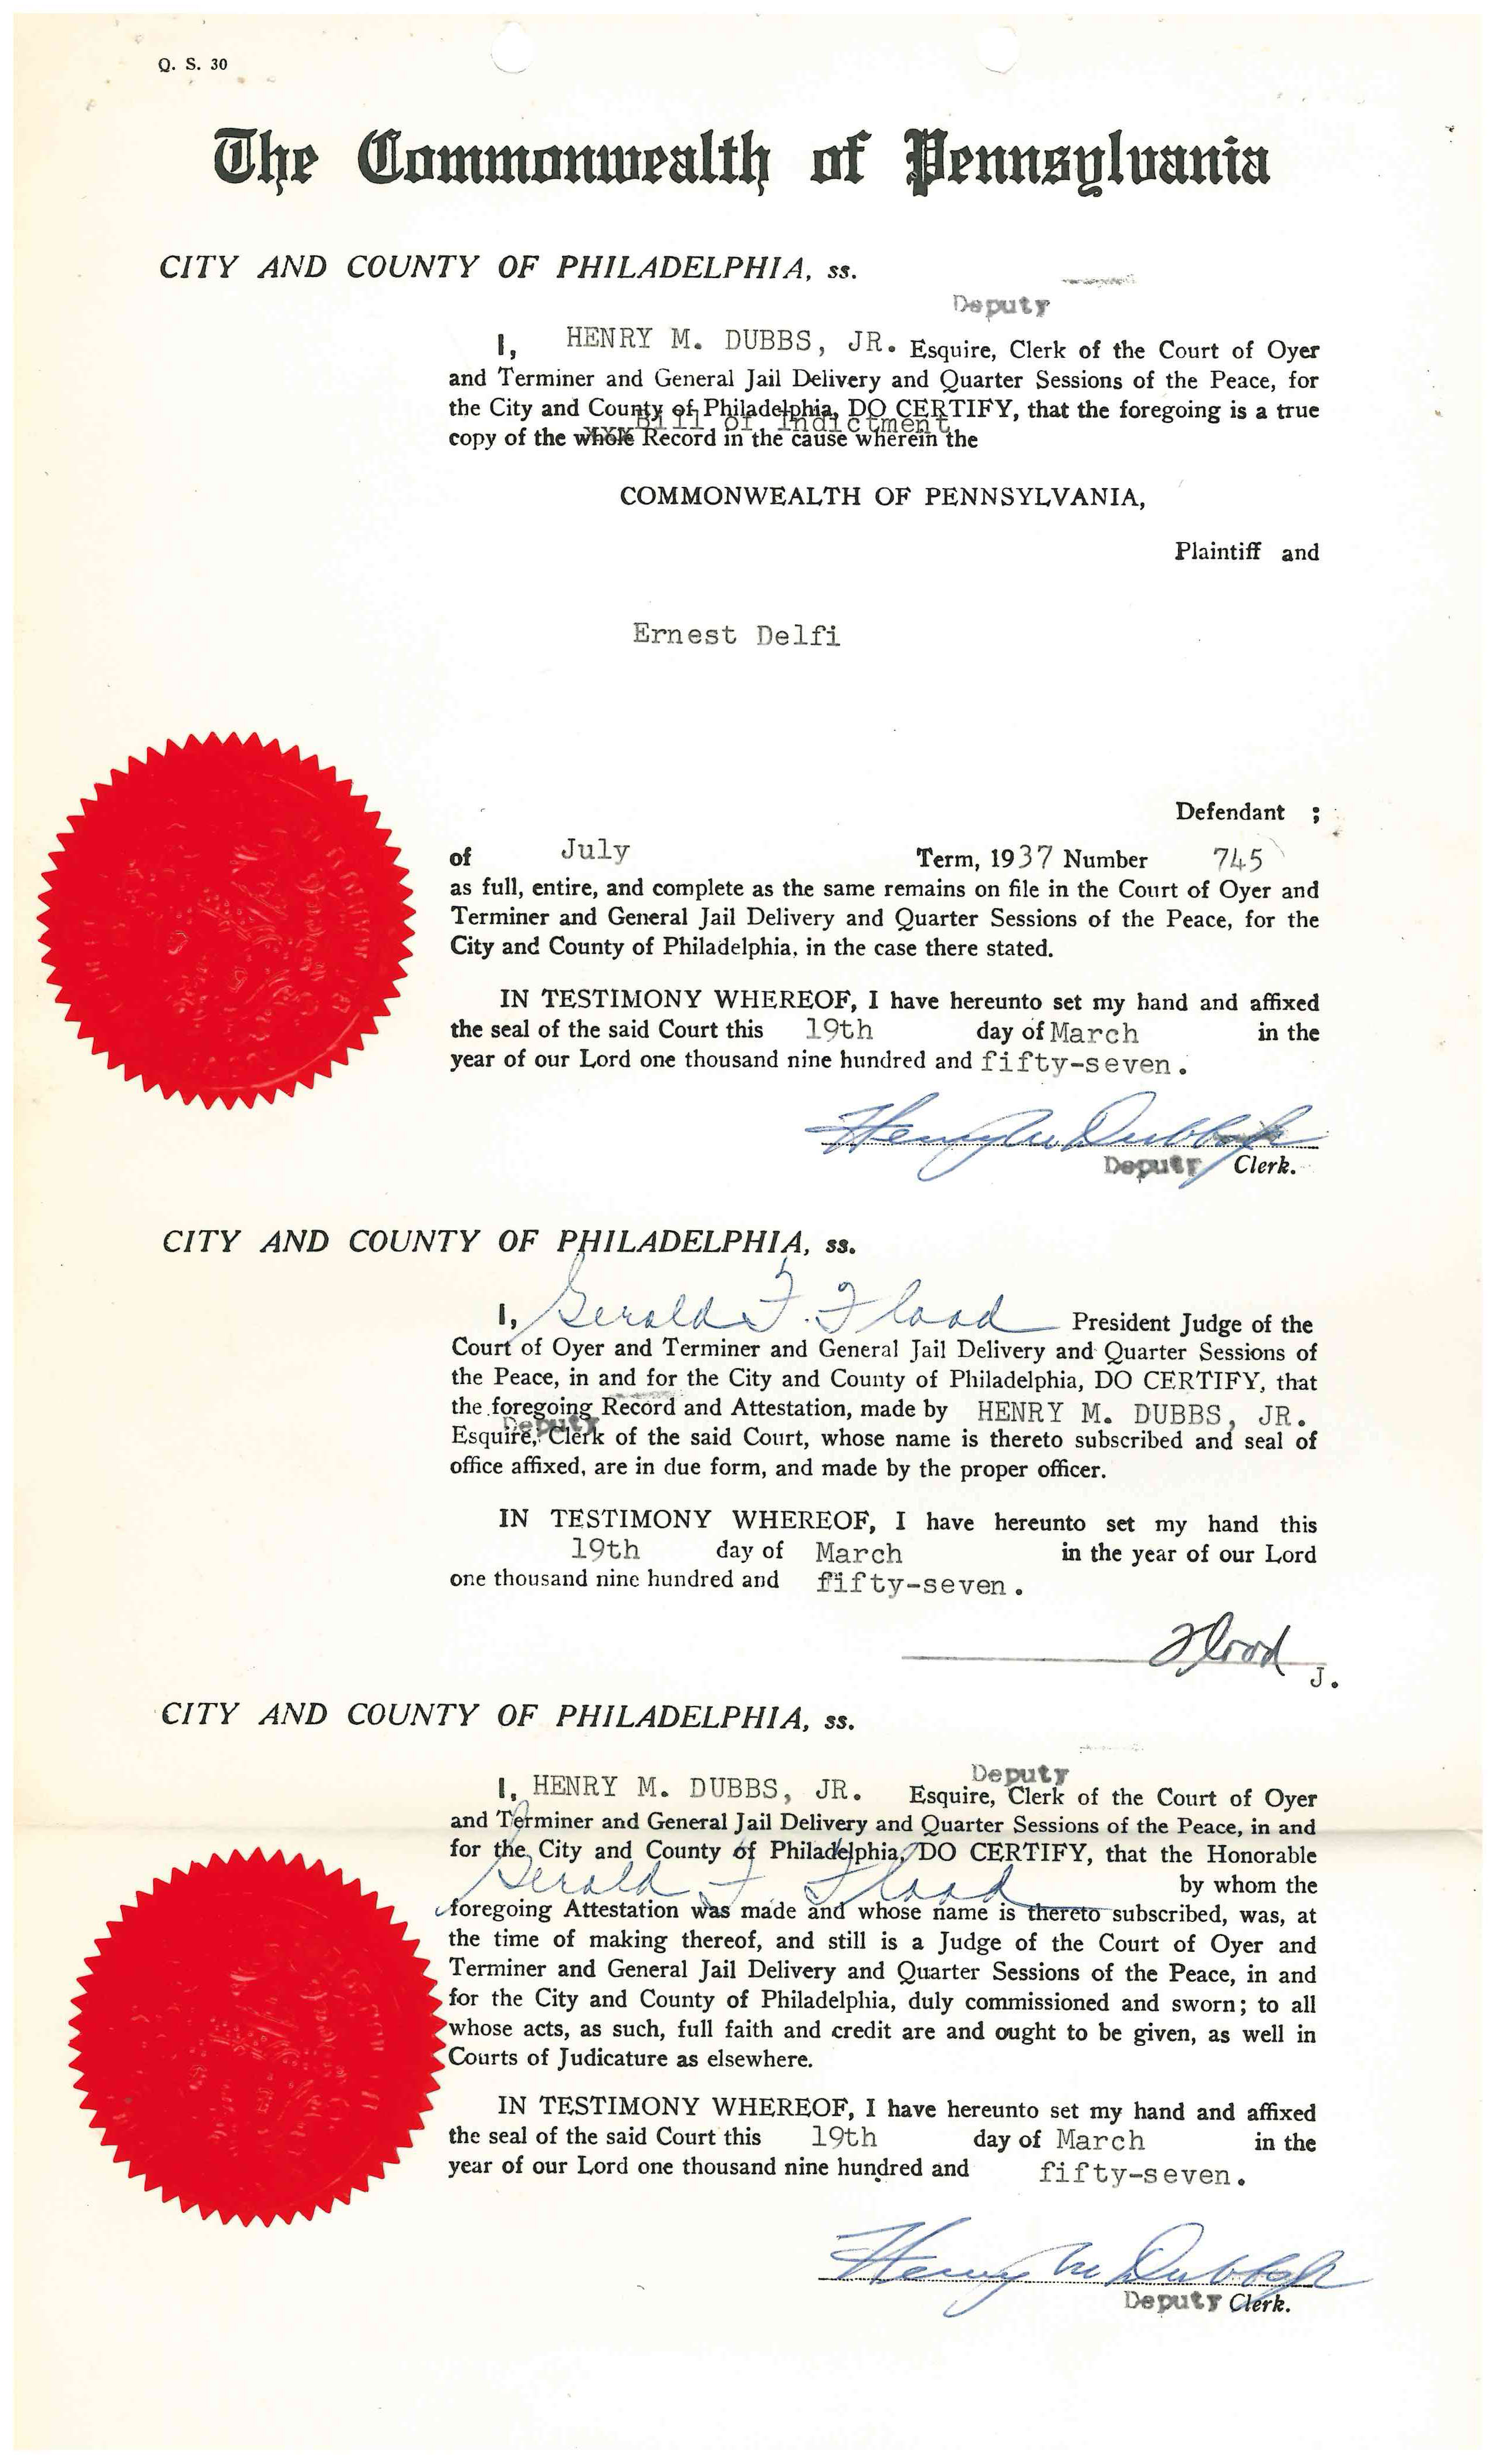 Q. S. 30
The Commonwealth of Pennsylvania
CITY AND COUNTY OF PHILADELPHIA, ss.
Deputy
I, HENRY M. DUBBS, JR. Esquire, Clerk of the Court of Oyer
and Terminer and General Jail Delivery and Quarter Sessions of the Peace, for
the City and County of Philadelphia, DO CERTIFY, that the foregoing is a true
Bill of Indictment
copy of the whole Record in the cause wherein the
COMMONWEALTH OF PENNSYLVANIA,
Plaintiff and
Ernest Delfi
Defendant ;
of July Term, 1937 Number 745
as full, entire, and complete as the same remains on file in the Court of Oyer and
Terminer and General Jail Delivery and Quarter Sessions of the Peace, for the
City and County of Philadelphia, in the case there stated.
IN TESTIMONY WHEREOF, I have hereunto set my hand and affixed
the seal of the said Court this 19th day of March in the
year of our Lord one thousand nine hundred and fifty-seven.
Henry M Dubbs Jr
Deputy Clerk.
CITY AND COUNTY OF PHILADELPHIA, ss.
I, Gerald F. Flood President Judge of the
Court of Oyer and Terminer and General Jail Delivery and Quarter Sessions of
the Peace, in and for the City and County of Philadelphia, DO CERTIFY, that
the foregoing Record and Attestation, made by HENRY M. DUBBS, JR.
Deputy
Esquire, Clerk of the said Court, whose name is thereto subscribed and seal of
office affixed, are in due form, and made by the proper officer.
IN TESTIMONY WHEREOF, I have hereunto set my hand this
19th day of March in the year of our Lord
one thousand nine hundred and fifty-seven.
Flood J.
CITY AND COUNTY OF PHILADELPHIA, ss.
Deputy
I, HENRY M. DUBBS, JR. Esquire, Clerk of the Court of Oyer
and Terminer and General Jail Delivery and Quarter Sessions of the Peace, in and
for the City and County of Philadelphia, DO CERTIFY, that the Honorable
Gerald F. Flood by whom the
foregoing Attestation was made and whose name is thereto subscribed, was, at
the time of making thereof, and still is a Judge of the Court of Oyer and
Terminer and General Jail Delivery and Quarter Sessions of the Peace, in and
for the City and County of Philadelphia, duly commissioned and sworn; to all
whose acts, as such, full faith and credit are and ought to be given, as well in
Courts of Judicature as elsewhere.
IN TESTIMONY WHEREOF, I have hereunto set my hand and affixed
the seal of the said Court this 19th day of March in the
year of our Lord one thousand nine hundred and fifty-seven.
Henry M Dubbs Jr
Deputy Clerk.